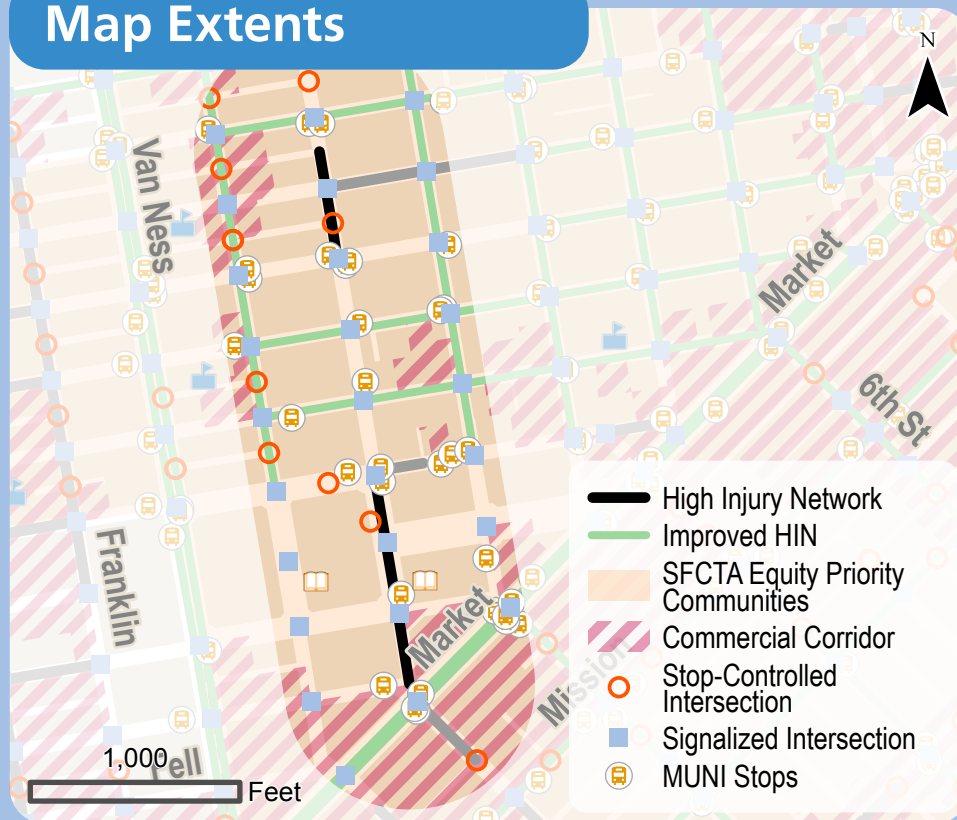 Map Extents
N
Van Ness
Market
6th St
Franklin
Market
Mission
Fell
1,000
Feet
High Injury Network
Improved HIN
SFCTA Equity Priority
Communities
Commercial Corridor
Stop-Controlled
Intersection
Signalized Intersection
MUNI Stops